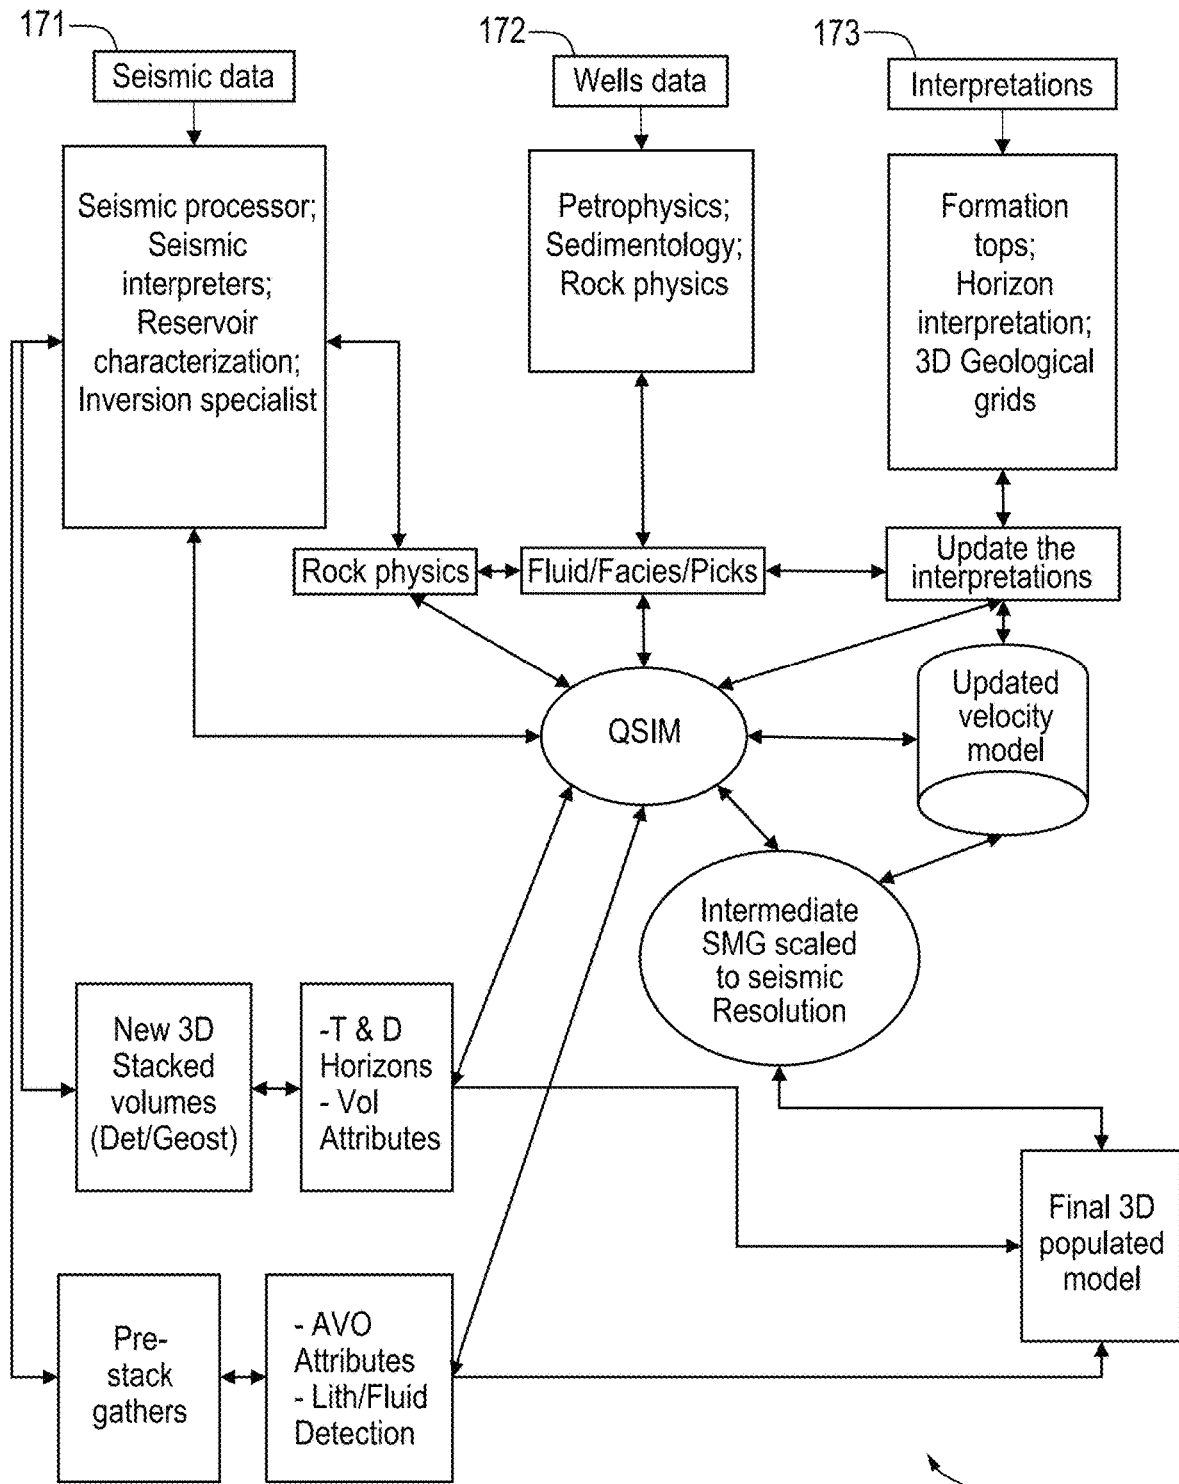 171
172
173
Seismic data
Wells data
Interpretations
Seismic processor;
Seismic
interpreters;
Reservoir
characterization;
Inversion specialist
Petrophysics;
Sedimentology;
Rock physics
Formation
tops;
Horizon
interpretation;
3D Geological
grids
Rock physics
Fluid/Facies/Picks
Update the
interpretations
QSIM
Updated
velocity
model
Intermediate
SMG scaled
to seismic
Resolution
New 3D
Stacked
volumes
(Det/Geost)
-T & D
Horizons
- Vol
Attributes
Final 3D
populated
model
Pre-
stack
gathers
- AVO
Attributes
- Lith/Fluid
Detection